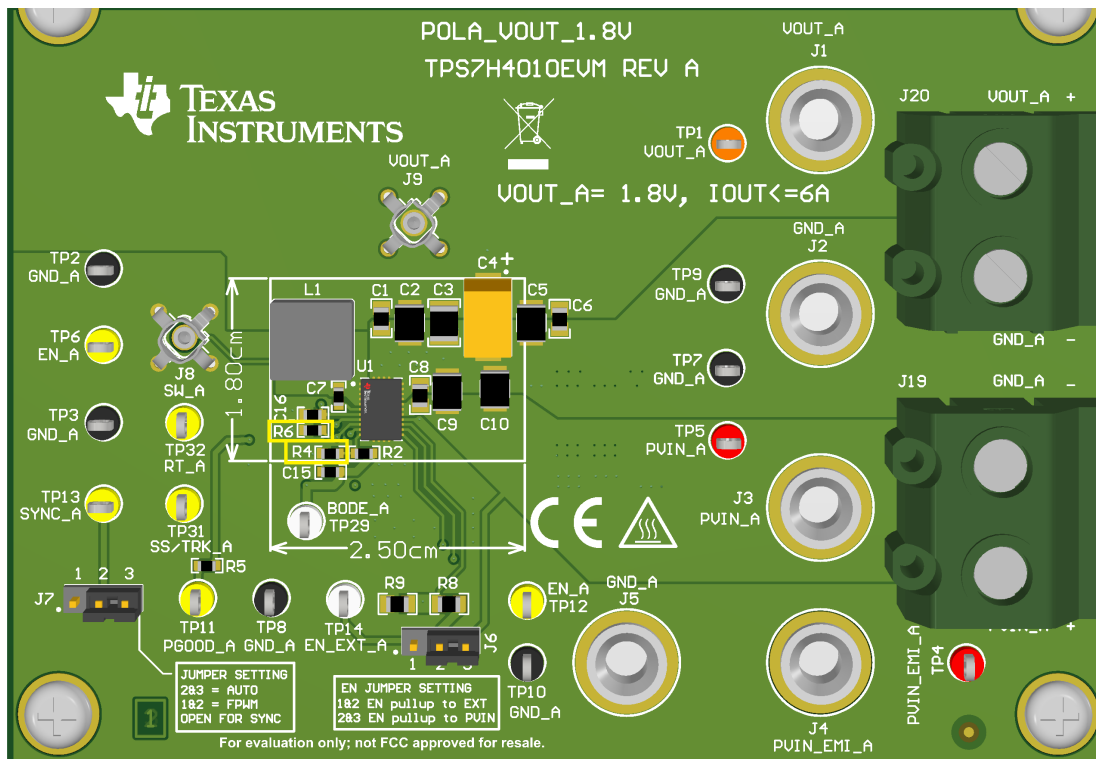 POLA_VOUT_1.8V
TPS7H4010EVM REV A
TEXAS
INSTRUMENTS
VOUT_A
J1
J20
VOUT_A +
TP1
VOUT_A
VOUT_A
J9
VOUT_A= 1.8V, IOUT<=6A
GND_A
J2
TP2
GND_A
TP9
GND_A
C4
+
L1
C1
C2
C3
C5
C6
TP6
EN_A
J8
SW_A
1.80cm
GND_A -
TP7
GND_A
U1
C7
C8
C9
C10
J19
GND_A -
TP3
GND_A
TP32
RT_A
C16
R6
R4
R2
C15
TP5
PVIN_A
TP13
SYNC_A
TP31
SS/TRK_A
BODE_A
TP29
2.50cm
CE
J3
PVIN_A
R5
J7
1 2 3
TP11
PGOOD_A
TP8
GND_A
TP14
EN_EXT_A
R9
R8
J6
1 2 3
EN_A
TP12
GND_A
J5
TP10
GND_A
PVIN_A +
PVIN_EMI_A
TP4
J4
PVIN_EMI_A
JUMPER SETTING
2&3 = AUTO
1&2 = FPWM
OPEN FOR SYNC
EN JUMPER SETTING
1&2 EN pullup to EXT
2&3 EN pullup to PVIN
1
For evaluation only; not FCC approved for resale.